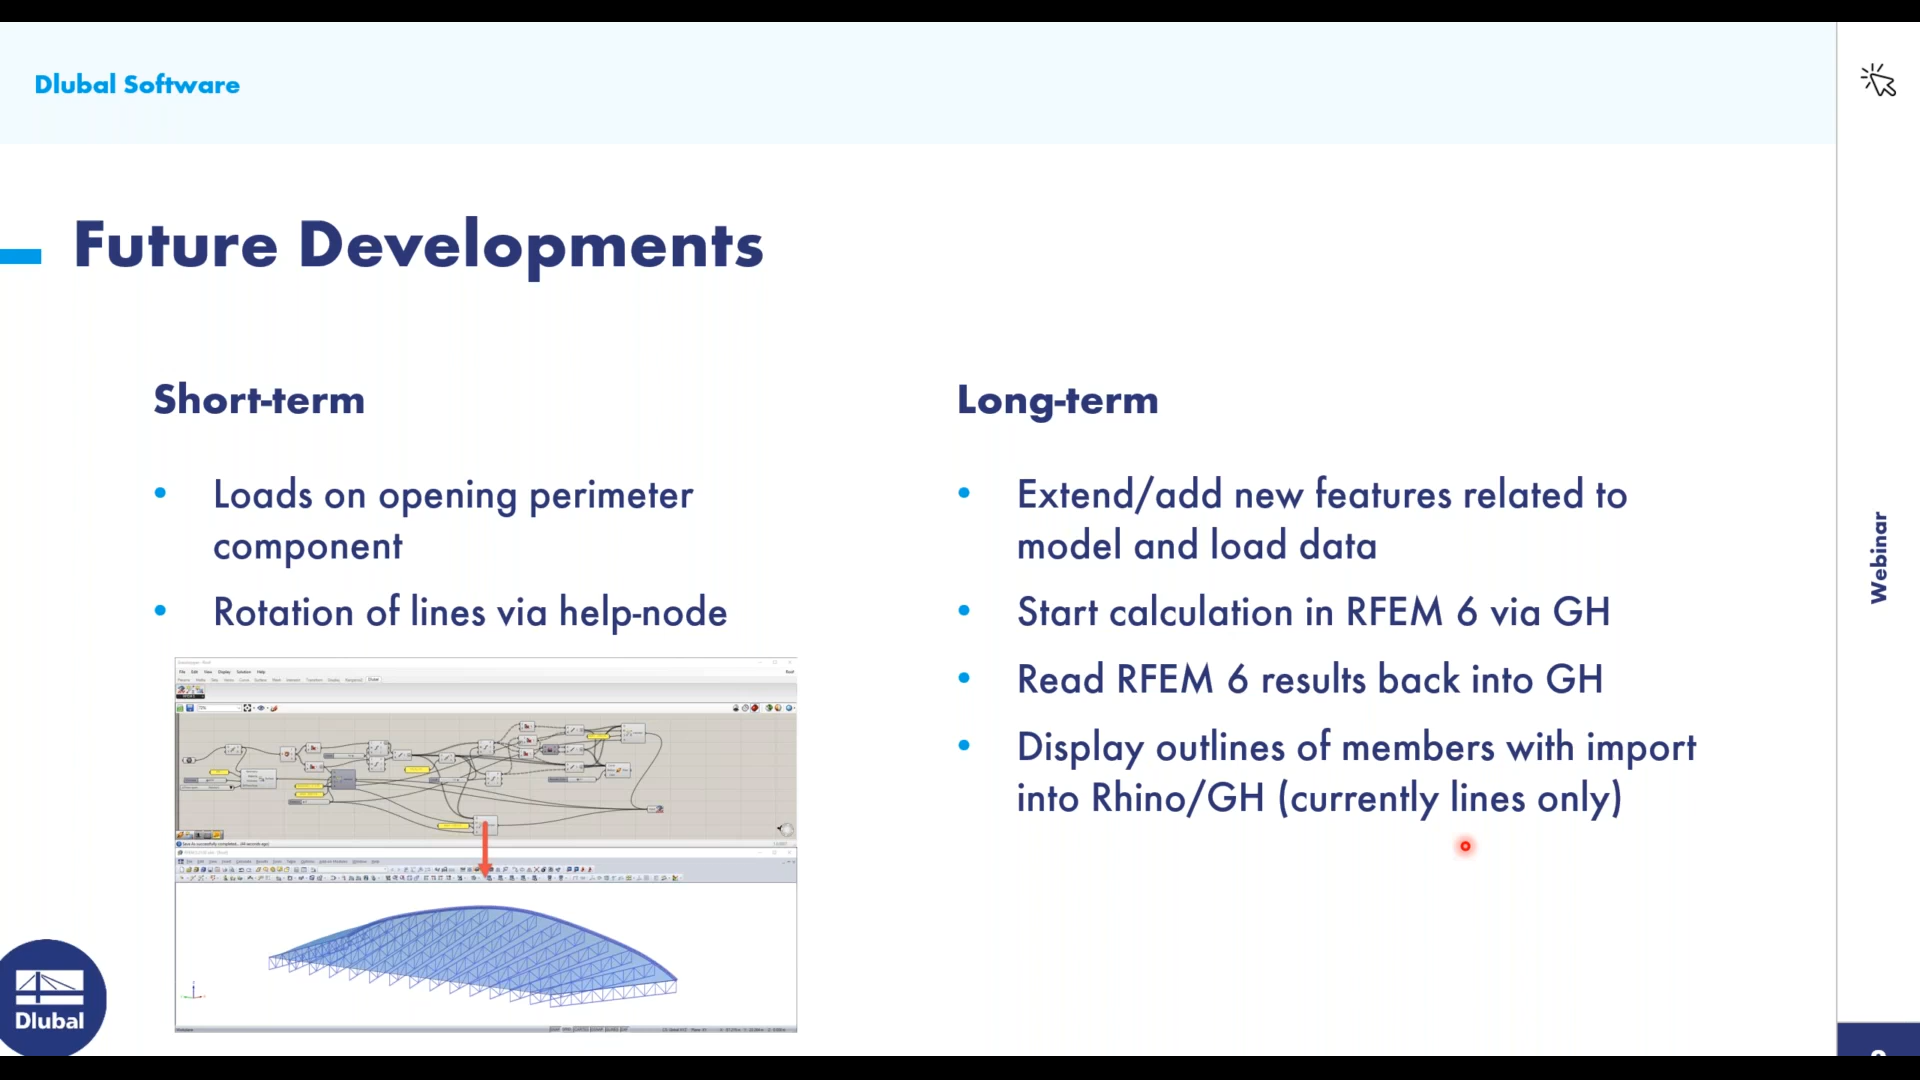 Dlubal Software
Future Developments
Short-term
Loads on opening perimeter
component
Rotation of lines via help-node
Long-term
Extend/add new features related to
model and load data
Start calculation in RFEM 6 via GH
Read RFEM 6 results back into GH
Display outlines of members with import
into Rhino/GH (currently lines only)
Webinar
Dlubal